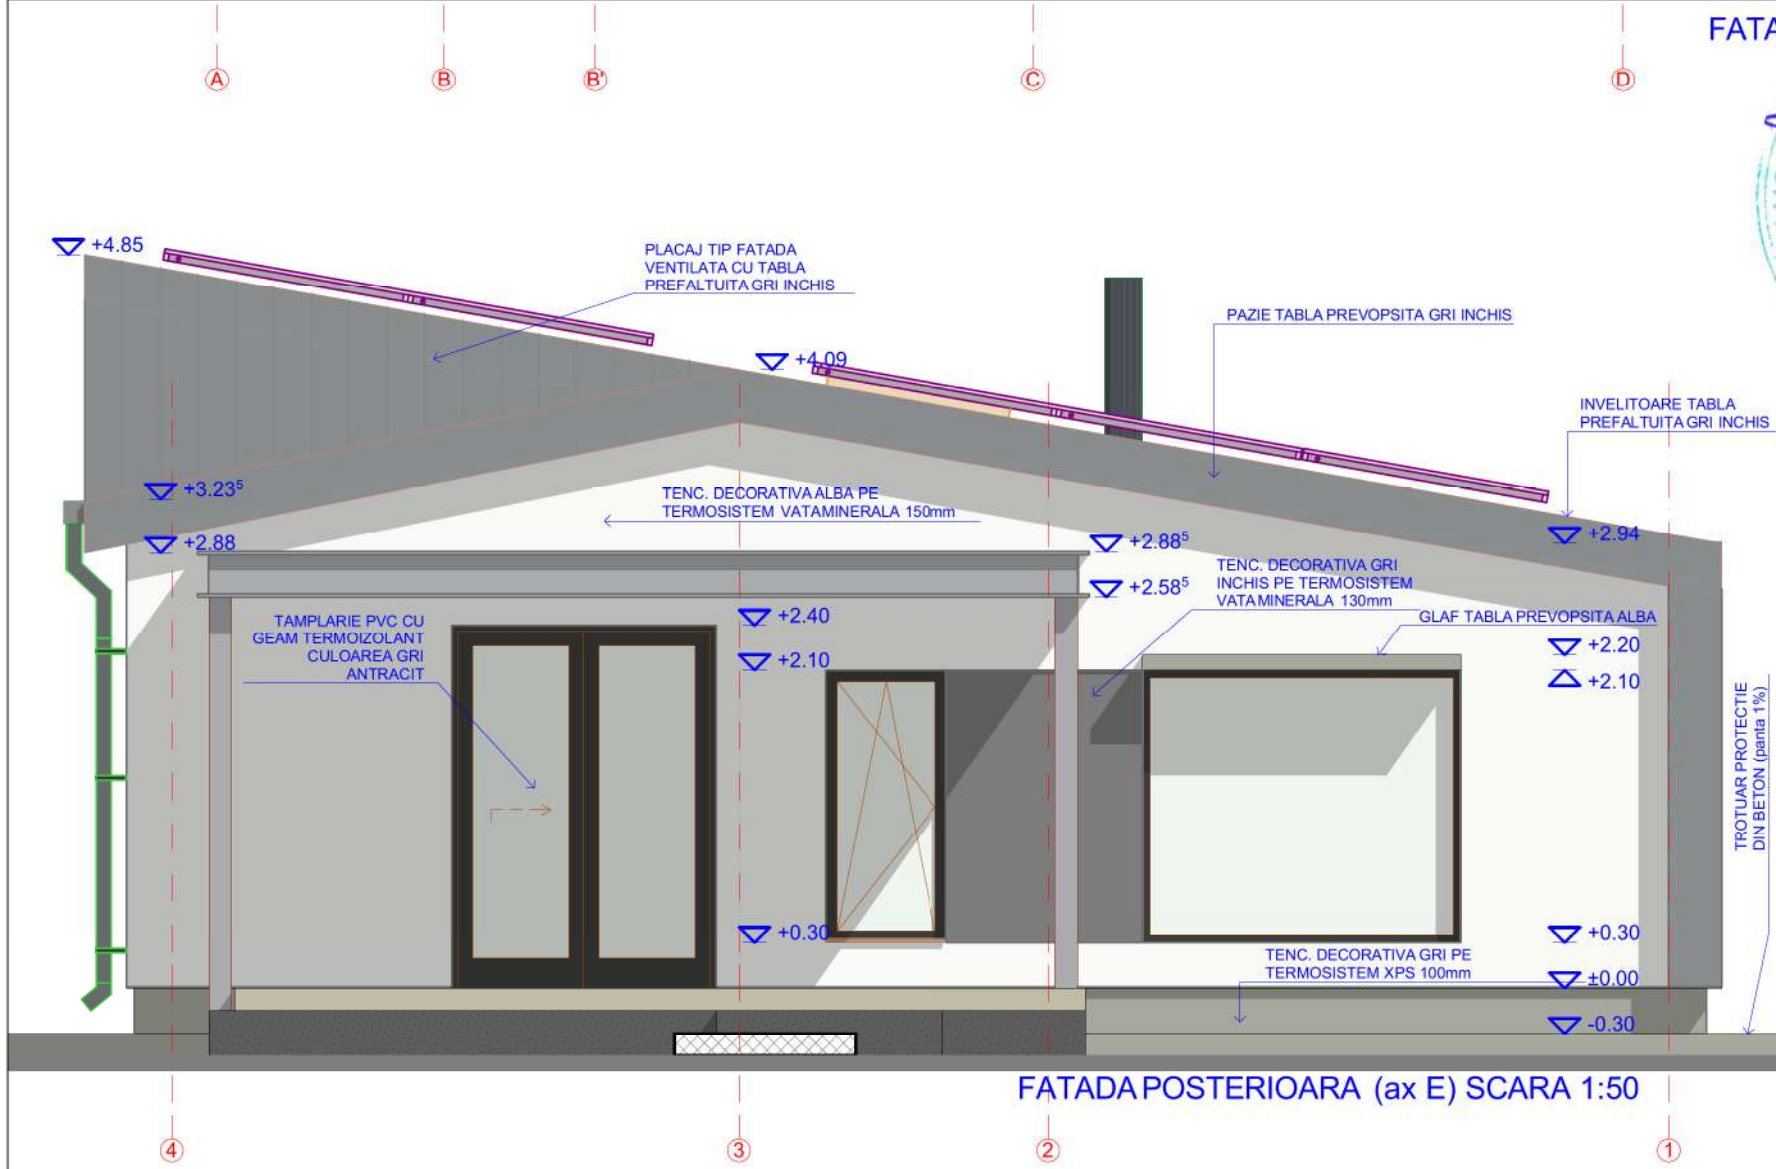 FATA
A
B
B'
C
D
+4.85
PLACAJ TIP FATADA
VENTILATA CU TABLA
PREFALTUITA GRI INCHIS
PAZIE TABLA PREVOPSITA GRI INCHIS
+4.09
INVELITOARE TABLA
PREFALTUITA GRI INCHIS
+3.23⁵
TENC. DECORATIVA ALBA PE
TERMOSISTEM VATA MINERALA 150mm
+2.88
+2.88⁵
+2.94
TENC. DECORATIVA GRI
INCHIS PE TERMOSISTEM
VATA MINERALA 130mm
+2.58⁵
TAMPLARIE PVC CU
GEAM TERMOIZOLANT
CULOAREA GRI
ANTRACIT
+2.40
GLAF TABLA PREVOPSITA ALBA
+2.10
+2.20
+2.10
TROTUAR PROTECTIE
DIN BETON (panta 1%)
+0.30
+0.30
TENC. DECORATIVA GRI PE
TERMOSISTEM XPS 100mm
±0.00
-0.30
FATADA POSTERIOARA (ax E) SCARA 1:50
4
3
2
1